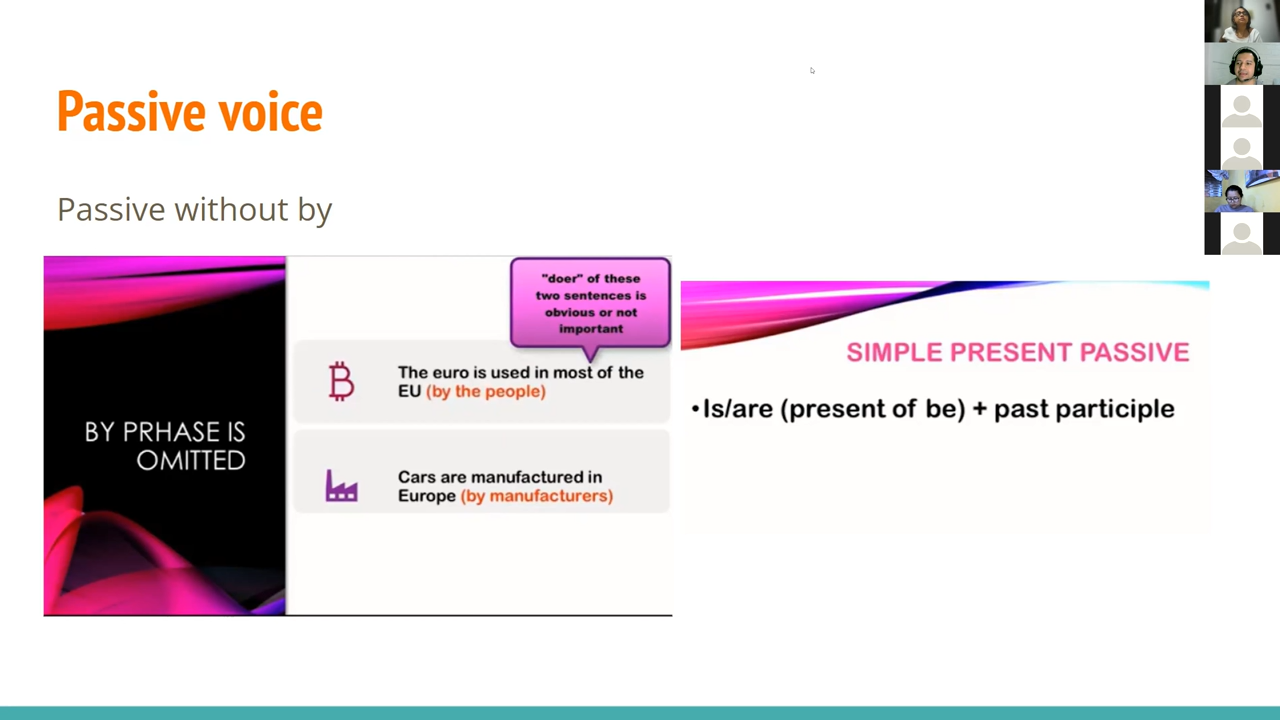 Passive voice
Passive without by
BY PRHASE IS
OMITTED
"doer" of these
two sentences is
obvious or not
important
The euro is used in most of the
EU (by the people)
Cars are manufactured in
Europe (by manufacturers)
SIMPLE PRESENT PASSIVE
•Is/are (present of be) + past participle